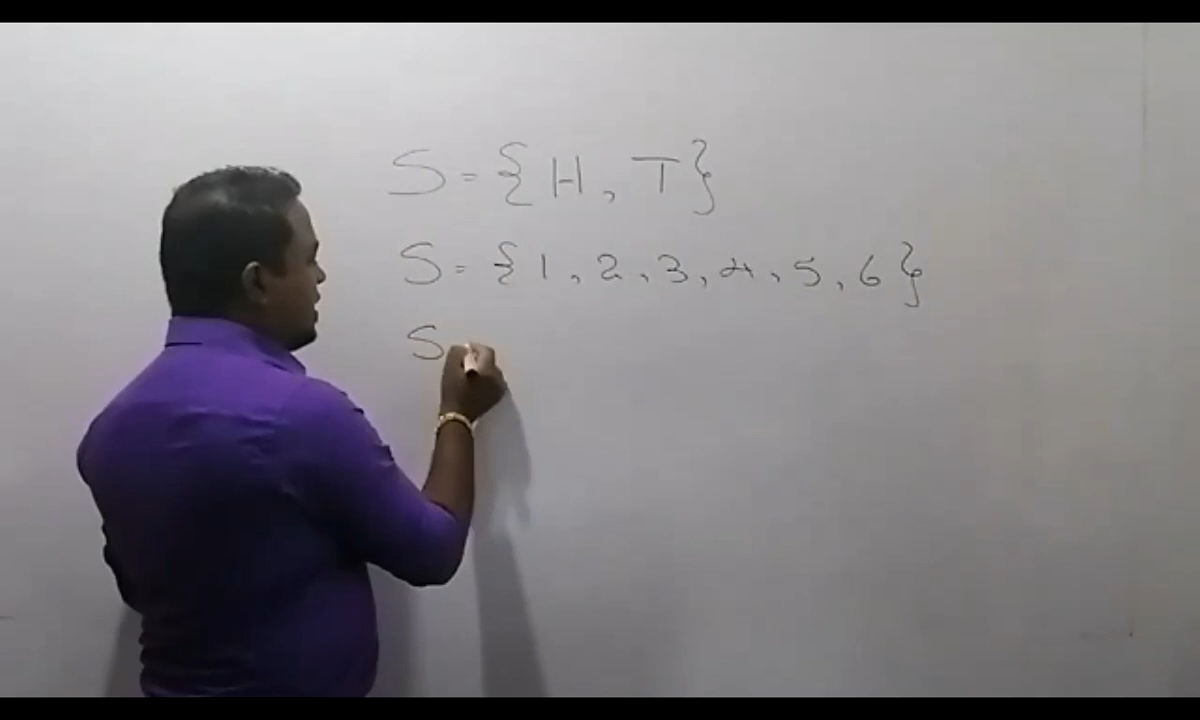 S = {H, T}
S = {1, 2, 3, 4, 5, 6}
S